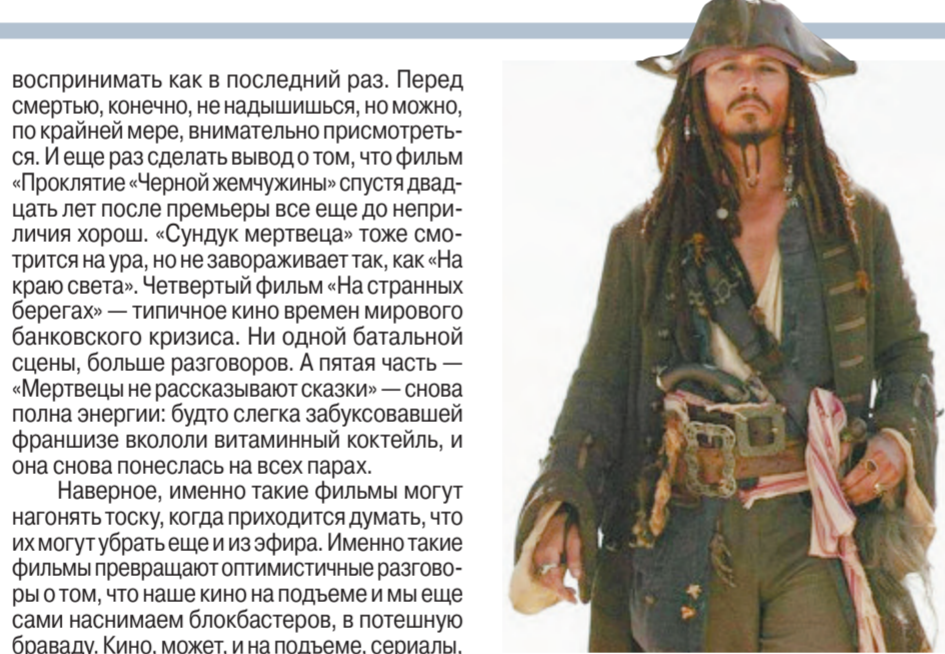 воспринимать как в последний раз. Перед
смертью, конечно, не надышишься, но можно,
по крайней мере, внимательно присмотреть-
ся. И еще раз сделать вывод о том, что фильм
«Проклятие «Черной жемчужины» спустя двад-
цать лет после премьеры все еще до непри-
личия хорош. «Сундук мертвеца» тоже смо-
трится на ура, но не завораживает так, как «На
краю света». Четвертый фильм «На странных
берегах» — типичное кино времен мирового
банковского кризиса. Ни одной батальной
сцены, больше разговоров. А пятая часть —
«Мертвецы не рассказывают сказки» — снова
полна энергии: будто слегка забуксовавшей
франшизе вкололи витаминный коктейль, и
она снова понеслась на всех парах.
Наверное, именно такие фильмы могут
нагонять тоску, когда приходится думать, что
их могут убрать еще и из эфира. Именно такие
фильмы превращают оптимистичные разгово-
ры о том, что наше кино на подъеме и мы еще
сами наснимаем блокбастеров, в потешную
браваду. Кино, может, и на подъеме, сериалы,